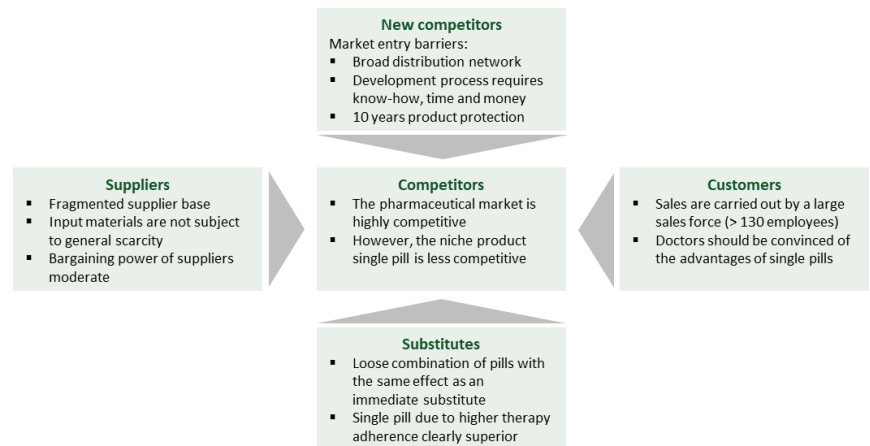 New competitors
Market entry barriers:
▪ Broad distribution network
▪ Development process requires
know-how, time and money
▪ 10 years product protection
Suppliers
▪ Fragmented supplier base
▪ Input materials are not subject
to general scarcity
▪ Bargaining power of suppliers
moderate
Competitors
▪ The pharmaceutical market is
highly competitive
▪ However, the niche product
single pill is less competitive
Customers
▪ Sales are carried out by a large
sales force (> 130 employees)
▪ Doctors should be convinced of
the advantages of single pills
Substitutes
▪ Loose combination of pills with
the same effect as an
immediate substitute
▪ Single pill due to higher therapy
adherence clearly superior